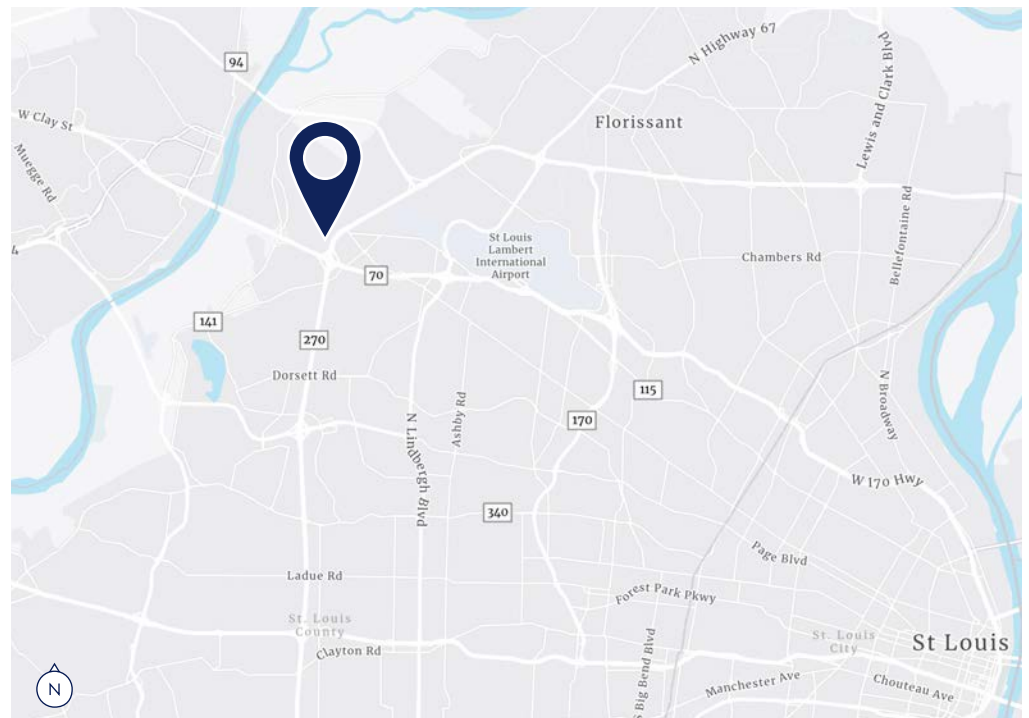 94
N Highway 67
Lewis and Clark Blvd
W Clay St
Florissant
Muegge Rd
Bellefontaine Rd
St Louis
Lambert
International
Airport
70
Chambers Rd
4
141
270
Dorsett Rd
115
Ashby Rd
170
N Lindbergh Blvd
N Broadway
W 170 Hwy
340
Page Blvd
Ladue Rd
Forest Park Pkwy
St. Louis
County
Clayton Rd
St. Louis
City
St Louis
S Big Bend Blvd
Manchester Ave
Chouteau Ave
N